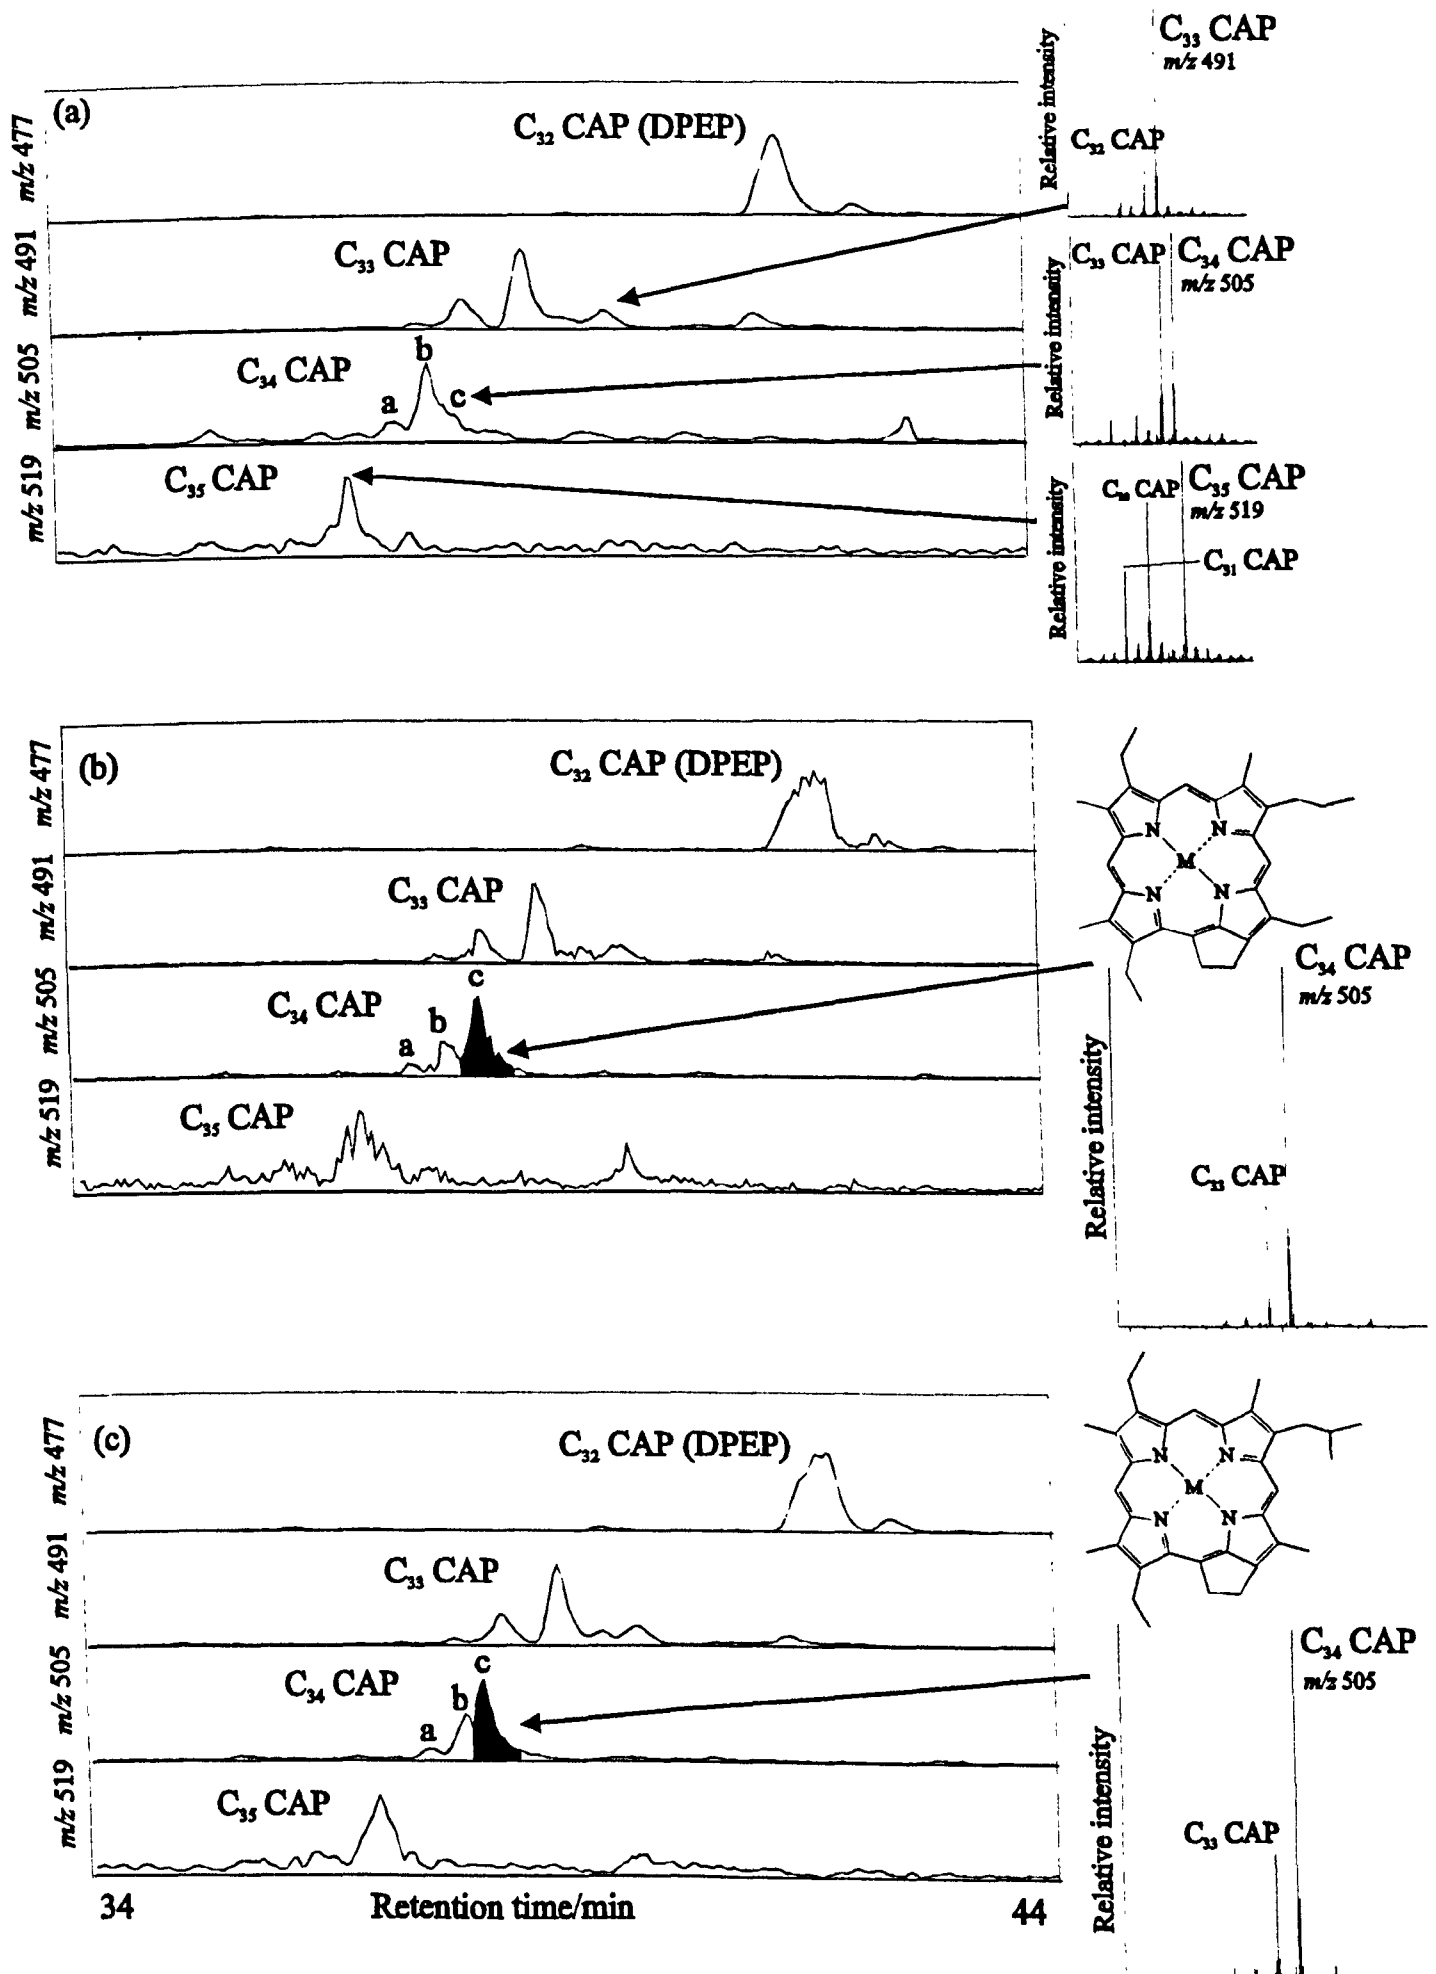 (a)
m/z 477
C₃₂ CAP (DPEP)
m/z 491
C₃₃ CAP
m/z 505
C₃₄ CAP
a
b
c
m/z 519
C₃₅ CAP
Relative intensity
C₃₃ CAP
m/z 491
C₃₂ CAP
Relative intensity
C₃₃ CAP
C₃₄ CAP
m/z 505
Relative intensity
CAP
C₃₅ CAP
m/z 519
C₃₁ CAP
(b)
m/z 477
C₃₂ CAP (DPEP)
m/z 491
C₃₃ CAP
m/z 505
C₃₄ CAP
a
b
c
m/z 519
C₃₅ CAP
N
N
M
N
N
C₃₄ CAP
m/z 505
Relative intensity
C₃₃ CAP
(c)
m/z 477
C₃₂ CAP (DPEP)
m/z 491
C₃₃ CAP
m/z 505
C₃₄ CAP
a
b
c
m/z 519
C₃₅ CAP
34
Retention time/min
44
N
N
M
N
N
C₃₄ CAP
m/z 505
Relative intensity
C₃₃ CAP